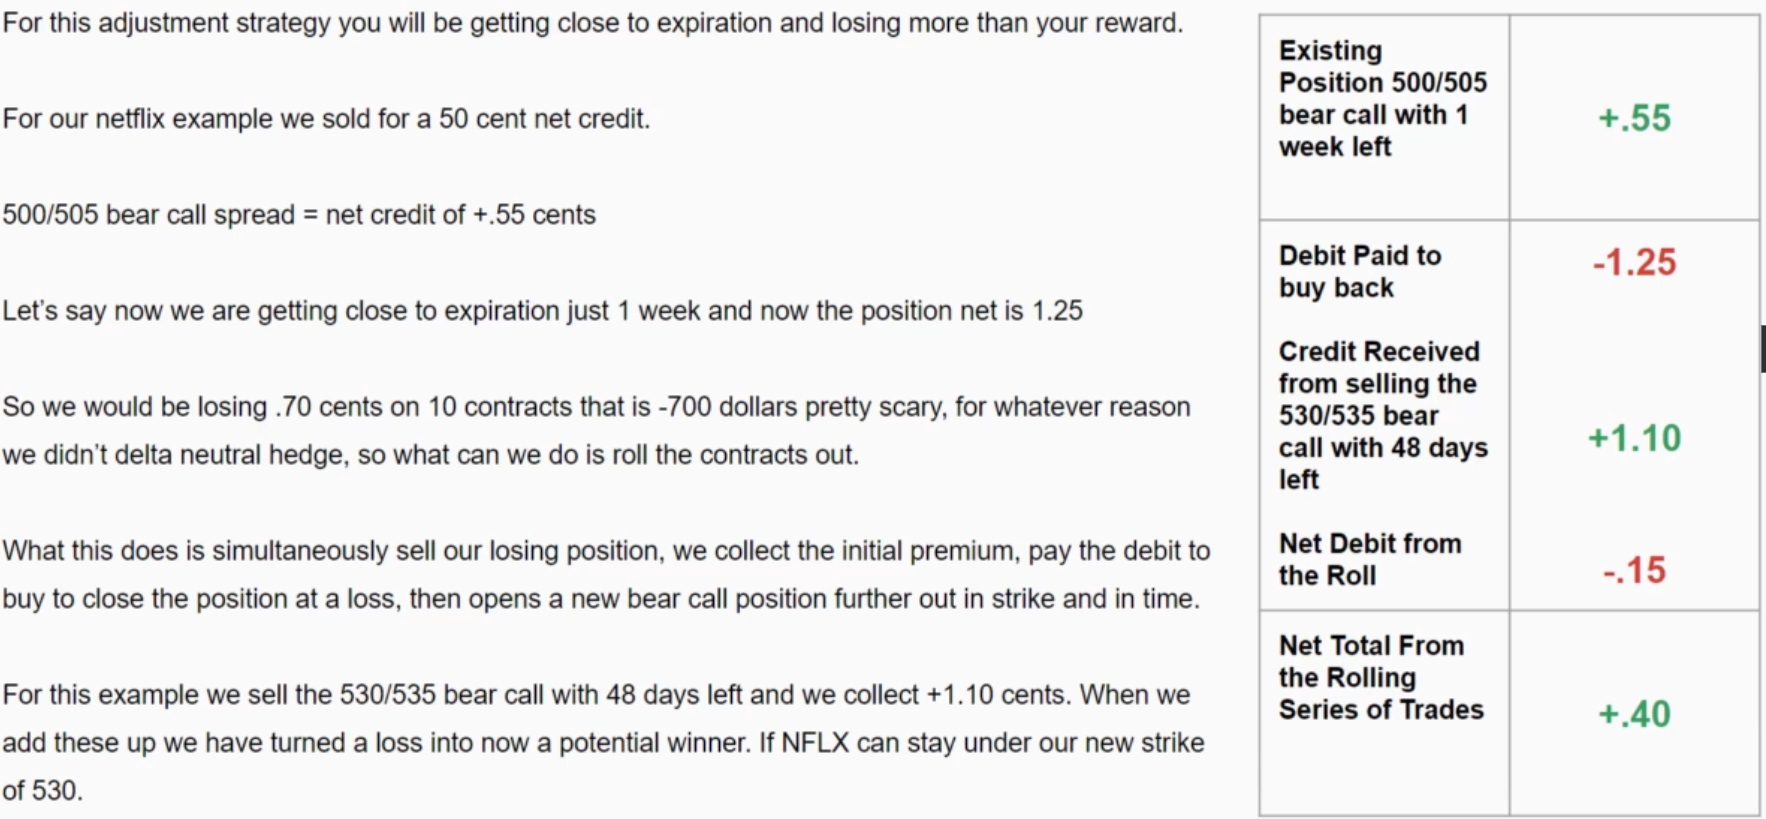 For this adjustment strategy you will be getting close to expiration and losing more than your reward.
For our netflix example we sold for a 50 cent net credit.
500/505 bear call spread = net credit of +.55 cents
Let's say now we are getting close to expiration just 1 week and now the position net is 1.25
So we would be losing .70 cents on 10 contracts that is -700 dollars pretty scary, for whatever reason
we didn't delta neutral hedge, so what can we do is roll the contracts out.
What this does is simultaneously sell our losing position, we collect the initial premium, pay the debit to
buy to close the position at a loss, then opens a new bear call position further out in strike and in time.
For this example we sell the 530/535 bear call with 48 days left and we collect +1.10 cents. When we
add these up we have turned a loss into now a potential winner. If NFLX can stay under our new strike
of 530.
Existing
Position 500/505
bear call with 1
week left
+.55
Debit Paid to
buy back
-1.25
Credit Received
from selling the
530/535 bear
call with 48 days
left
+1.10
Net Debit from
the Roll
-.15
Net Total From
the Rolling
Series of Trades
+.40